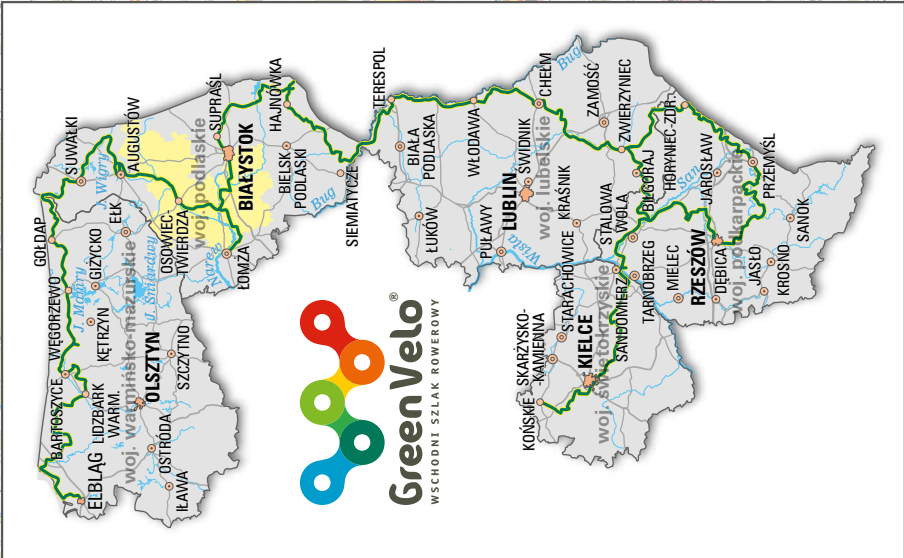 ELBLĄG
BARTOSZYCE
LIDZBARK
WARM.
WĘGORZEWO
GOŁDAP
KĘTRZYN
GIŻYCKO
J. Mamry
J. Śniardwy
EŁK
SUWAŁKI
J. Wigry
AUGUSTÓW
woj. warmińsko-mazurskie
OLSZTYN
OSTRÓDA
IŁAWA
SZCZYTNO
OSOWIEC-
TWIERDZA
ŁOMŻA
Narew
woj. podlaskie
SUPRAŚL
BIAŁYSTOK
HAJNÓWKA
BIELSK
PODLASKI
Bug
SIEMIATYCZE
TERESPOL
BIAŁA
PODLASKA
ŁUKÓW
WŁODAWA
PUŁAWY
LUBLIN
ŚWIDNIK
woj. lubelskie
CHEŁM
Bug
Wisła
KRAŚNIK
ZAMOŚĆ
ZWIERZYNIEC
BIŁGORAJ
HORYNIEC-ZDR.
STALOWA
WOLA
San
JAROSŁAW
PRZEMYŚL
woj. podkarpackie
RZESZÓW
TARNOBRZEG
MIELEC
DĘBICA
JASŁO
KROSNO
SANOK
SANDOMIERZ
woj. świętokrzyskie
KIELCE
STARACHOWICE
SKARŻYSKO-
-KAMIENNA
KOŃSKIE
Green Velo®
WSCHODNI SZLAK ROWEROWY